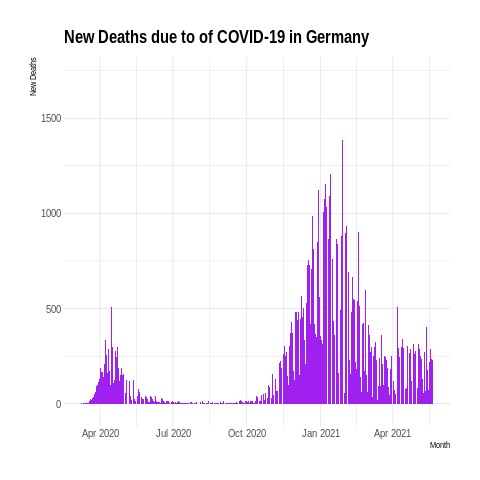 New Deaths due to of COVID-19 in Germany
New Deaths
1500
1000
500
0
Apr 2020 Jul 2020 Oct 2020 Jan 2021 Apr 2021
Month